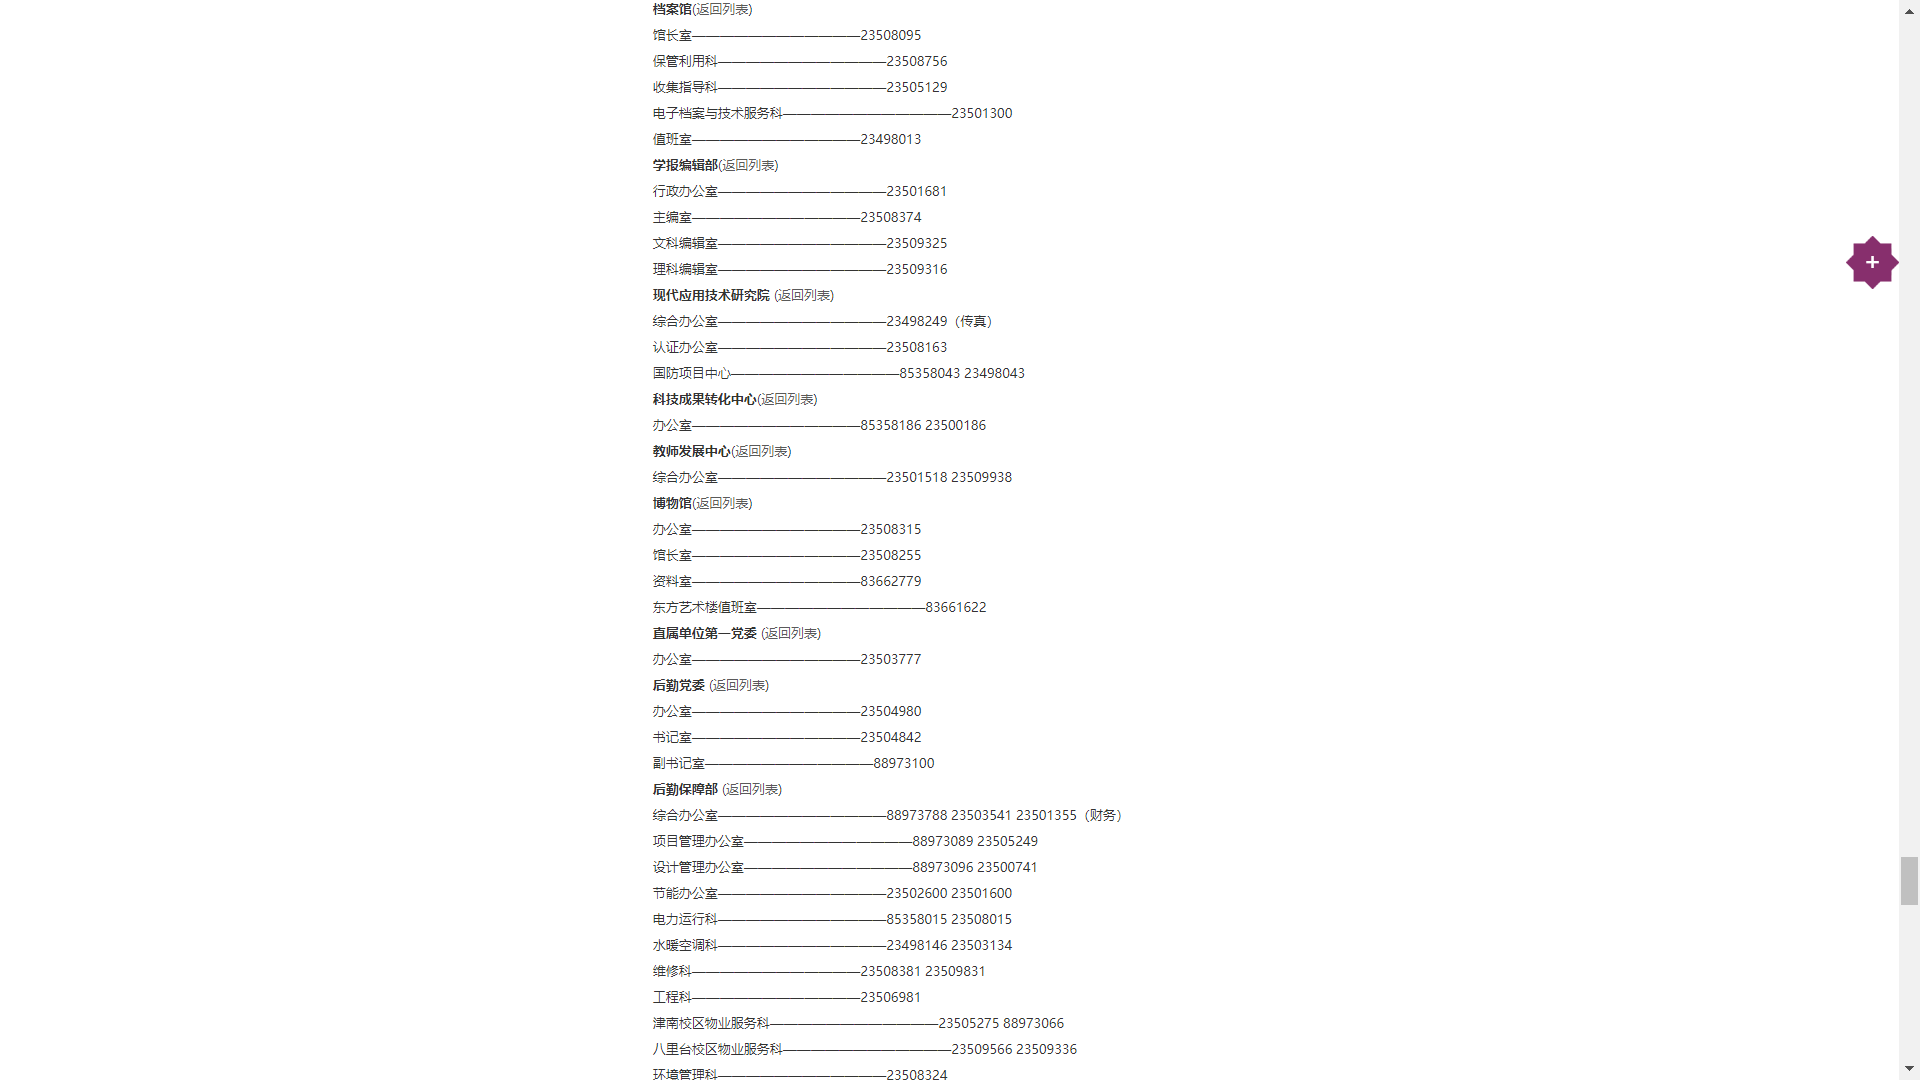 档案馆(返回列表)
馆长室————————————23508095
保管利用科————————————23508756
收集指导科————————————23505129
电子档案与技术服务科————————————23501300
值班室————————————23498013
学报编辑部(返回列表)
行政办公室————————————23501681
主编室————————————23508374
文科编辑室————————————23509325
理科编辑室————————————23509316
现代应用技术研究院 (返回列表)
综合办公室————————————23498249（传真）
认证办公室————————————23508163
国防项目中心————————————85358043 23498043
科技成果转化中心(返回列表)
办公室————————————85358186 23500186
教师发展中心(返回列表)
综合办公室————————————23501518 23509938
博物馆(返回列表)
办公室————————————23508315
馆长室————————————23508255
资料室————————————83662779
东方艺术楼值班室————————————83661622
直属单位第一党委 (返回列表)
办公室————————————23503777
后勤党委 (返回列表)
办公室————————————23504980
书记室————————————23504842
副书记室————————————88973100
后勤保障部 (返回列表)
综合办公室————————————88973788 23503541 23501355（财务）
项目管理办公室————————————88973089 23505249
设计管理办公室————————————88973096 23500741
节能办公室————————————23502600 23501600
电力运行科————————————85358015 23508015
水暖空调科————————————23498146 23503134
维修科————————————23508381 23509831
工程科————————————23506981
津南校区物业服务科————————————23505275 88973066
八里台校区物业服务科————————————23509566 23509336
环境管理科————————————23508324
+